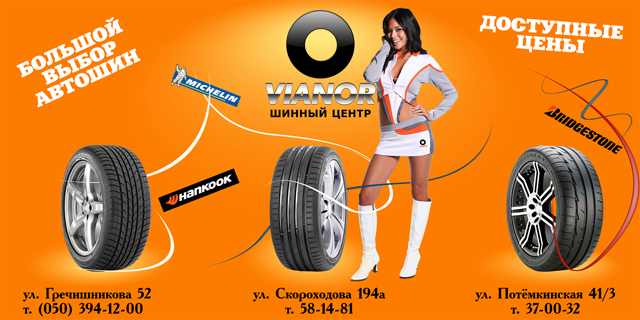 БОЛЬШОЙ
ВЫБОР
АВТОШИН
MICHELIN
HANKOOK
VIANOR
ШИННЫЙ ЦЕНТР
ДОСТУПНЫЕ
ЦЕНЫ
BRIDGESTONE
ул. Гречишникова 52
т. (050) 394-12-00
ул. Скороходова 194а
т. 58-14-81
ул. Потёмкинская 41/3
т. 37-00-32